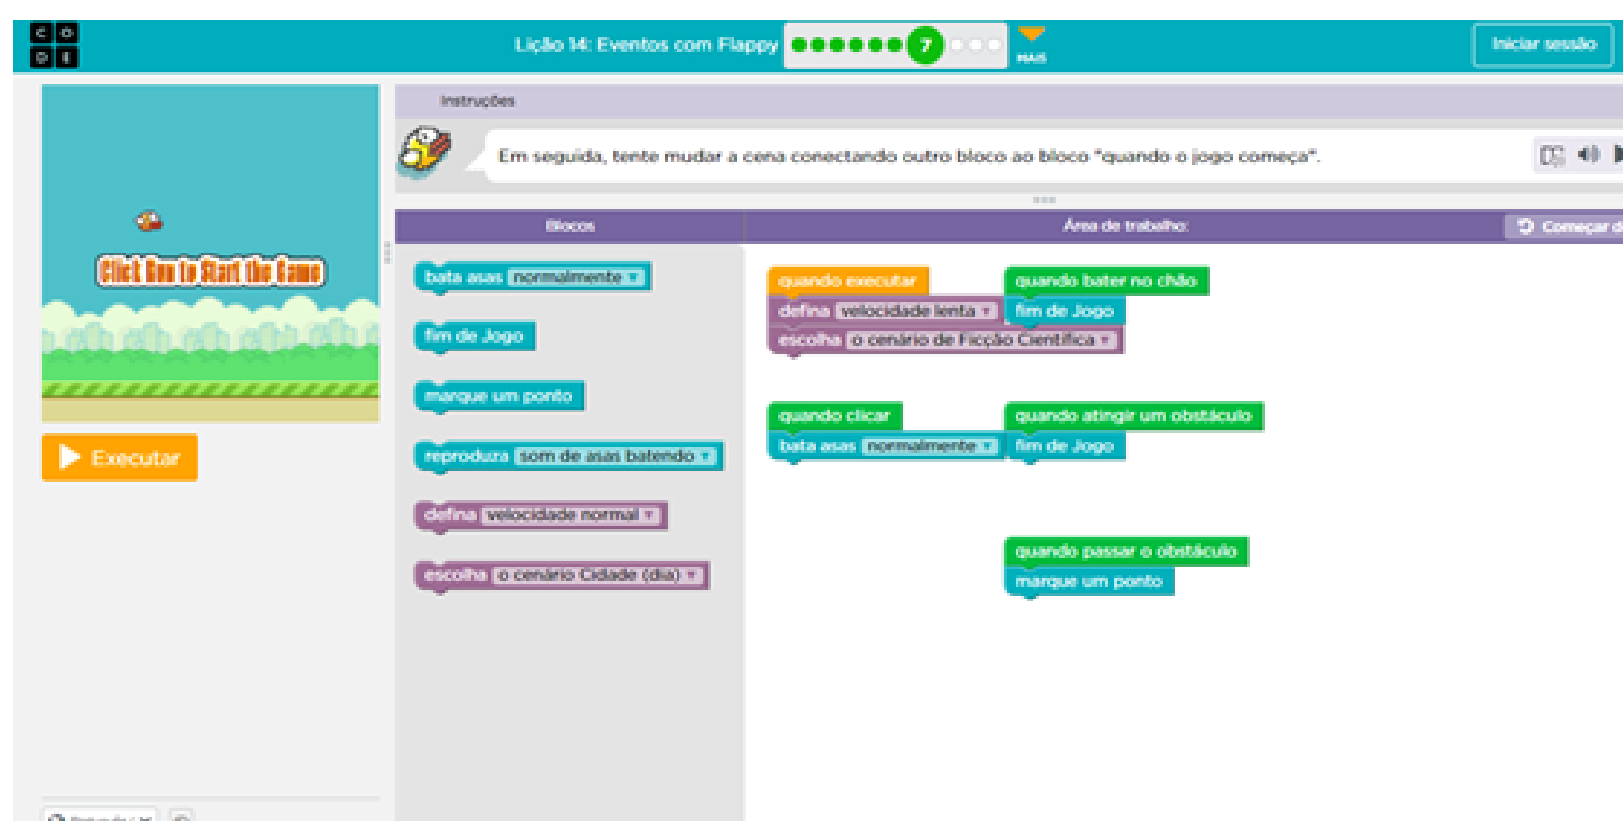 C O
D E
Lição 14: Eventos com Flappy
7
MAIS
Iniciar sessão
Instruções
Em seguida, tente mudar a cena conectando outro bloco ao bloco "quando o jogo começa".
Click Run to Start the Game
Executar
Blocos
Área de trabalho:
Começar d
bata asas normalmente
fim de Jogo
marque um ponto
reproduza som de asas batendo
defina velocidade normal
escolha o cenário Cidade (dia)
quando executar
defina velocidade lenta
escolha o cenário de Ficção Científica
quando bater no chão
fim de Jogo
quando clicar
bata asas normalmente
quando atingir um obstáculo
fim de Jogo
quando passar o obstáculo
marque um ponto